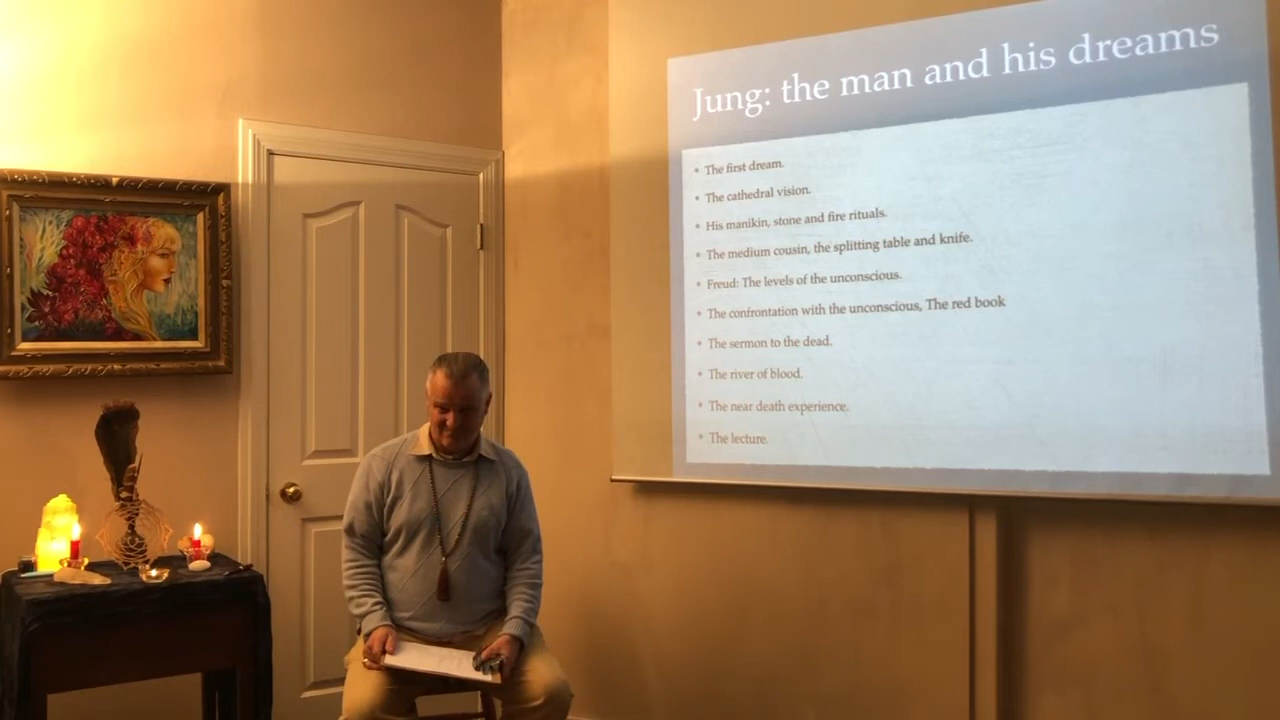 Jung: the man and his dreams
• The first dream.
• The cathedral vision.
• His manikin, stone and fire rituals.
• The medium cousin, the splitting table and knife.
• Freud: The levels of the unconscious.
• The confrontation with the unconscious, The red book
• The sermon to the dead.
• The river of blood.
• The near death experience.
• The lecture.